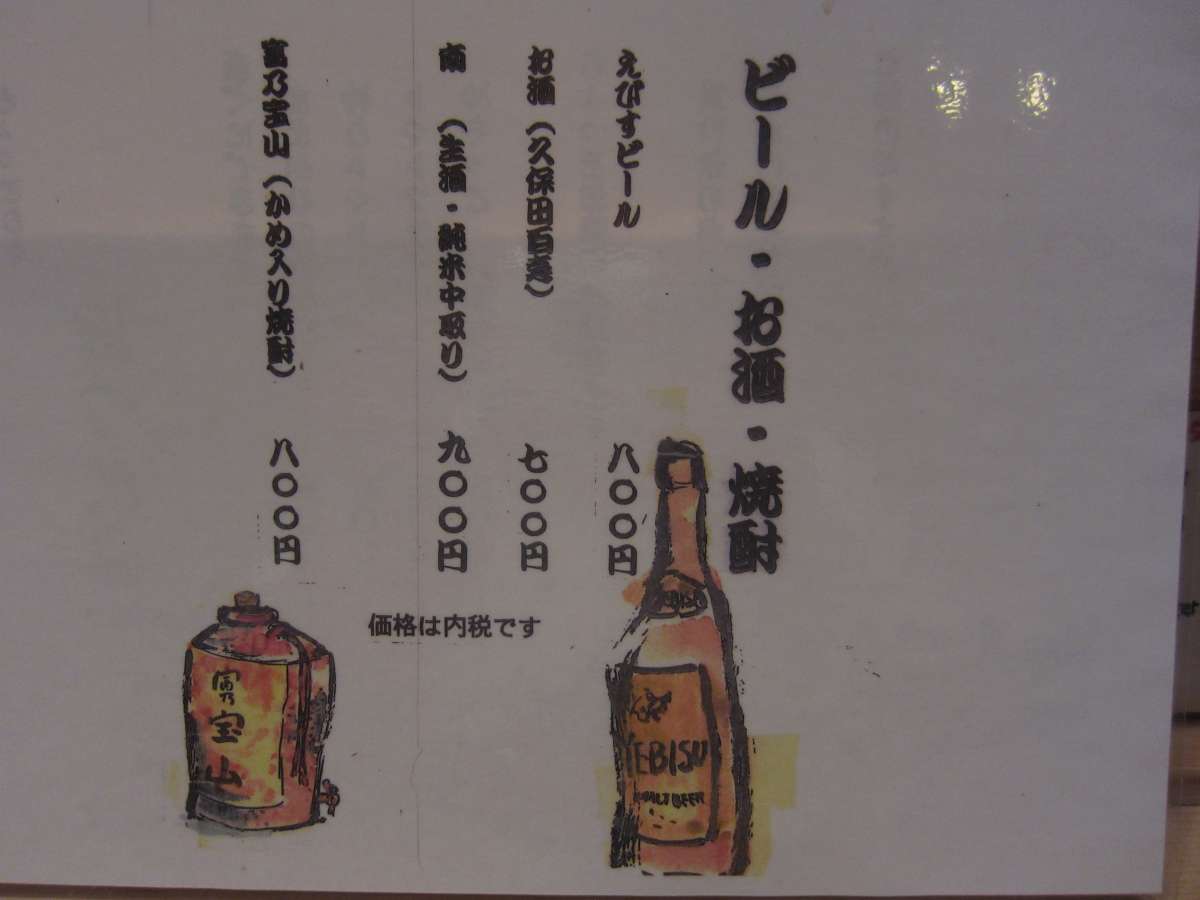 ビール・お酒・焼酎
えびすビール 八〇〇円
お酒(久保田百寿) 七〇〇円
南 (生酒・純米中取り) 九〇〇円
富乃宝山(かめ入り焼酎) 八〇〇円
価格は内税です
富乃
宝
山
YEBISU
MALT BEER